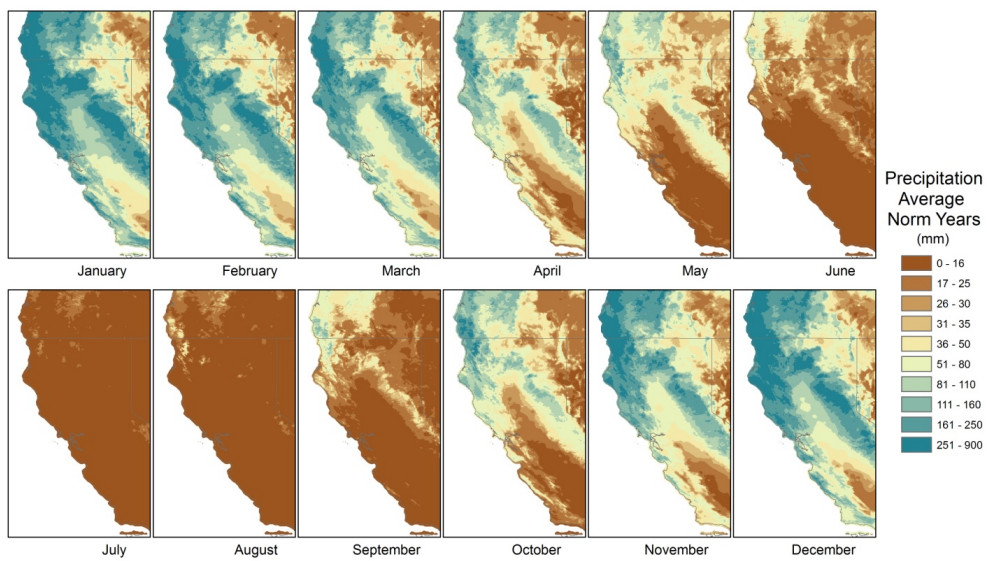 January
February
March
April
May
June
Precipitation
Average
Norm Years
(mm)
0 - 16
17 - 25
26 - 30
31 - 35
36 - 50
51 - 80
81 - 110
111 - 160
161 - 250
251 - 900
July
August
September
October
November
December